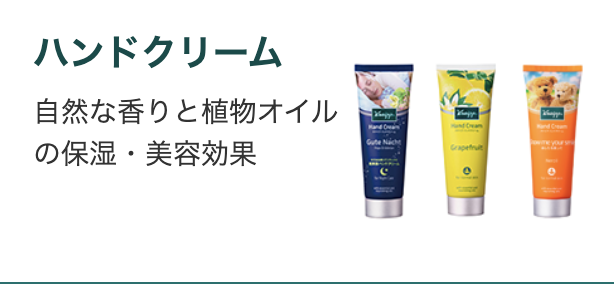 ハンドクリーム
自然な香りと植物オイル
の保湿・美容効果
Kneipp
Hand Cream
Gute Nacht
Kneipp
Hand Cream
Grapefruit
Kneipp
Hand Cream